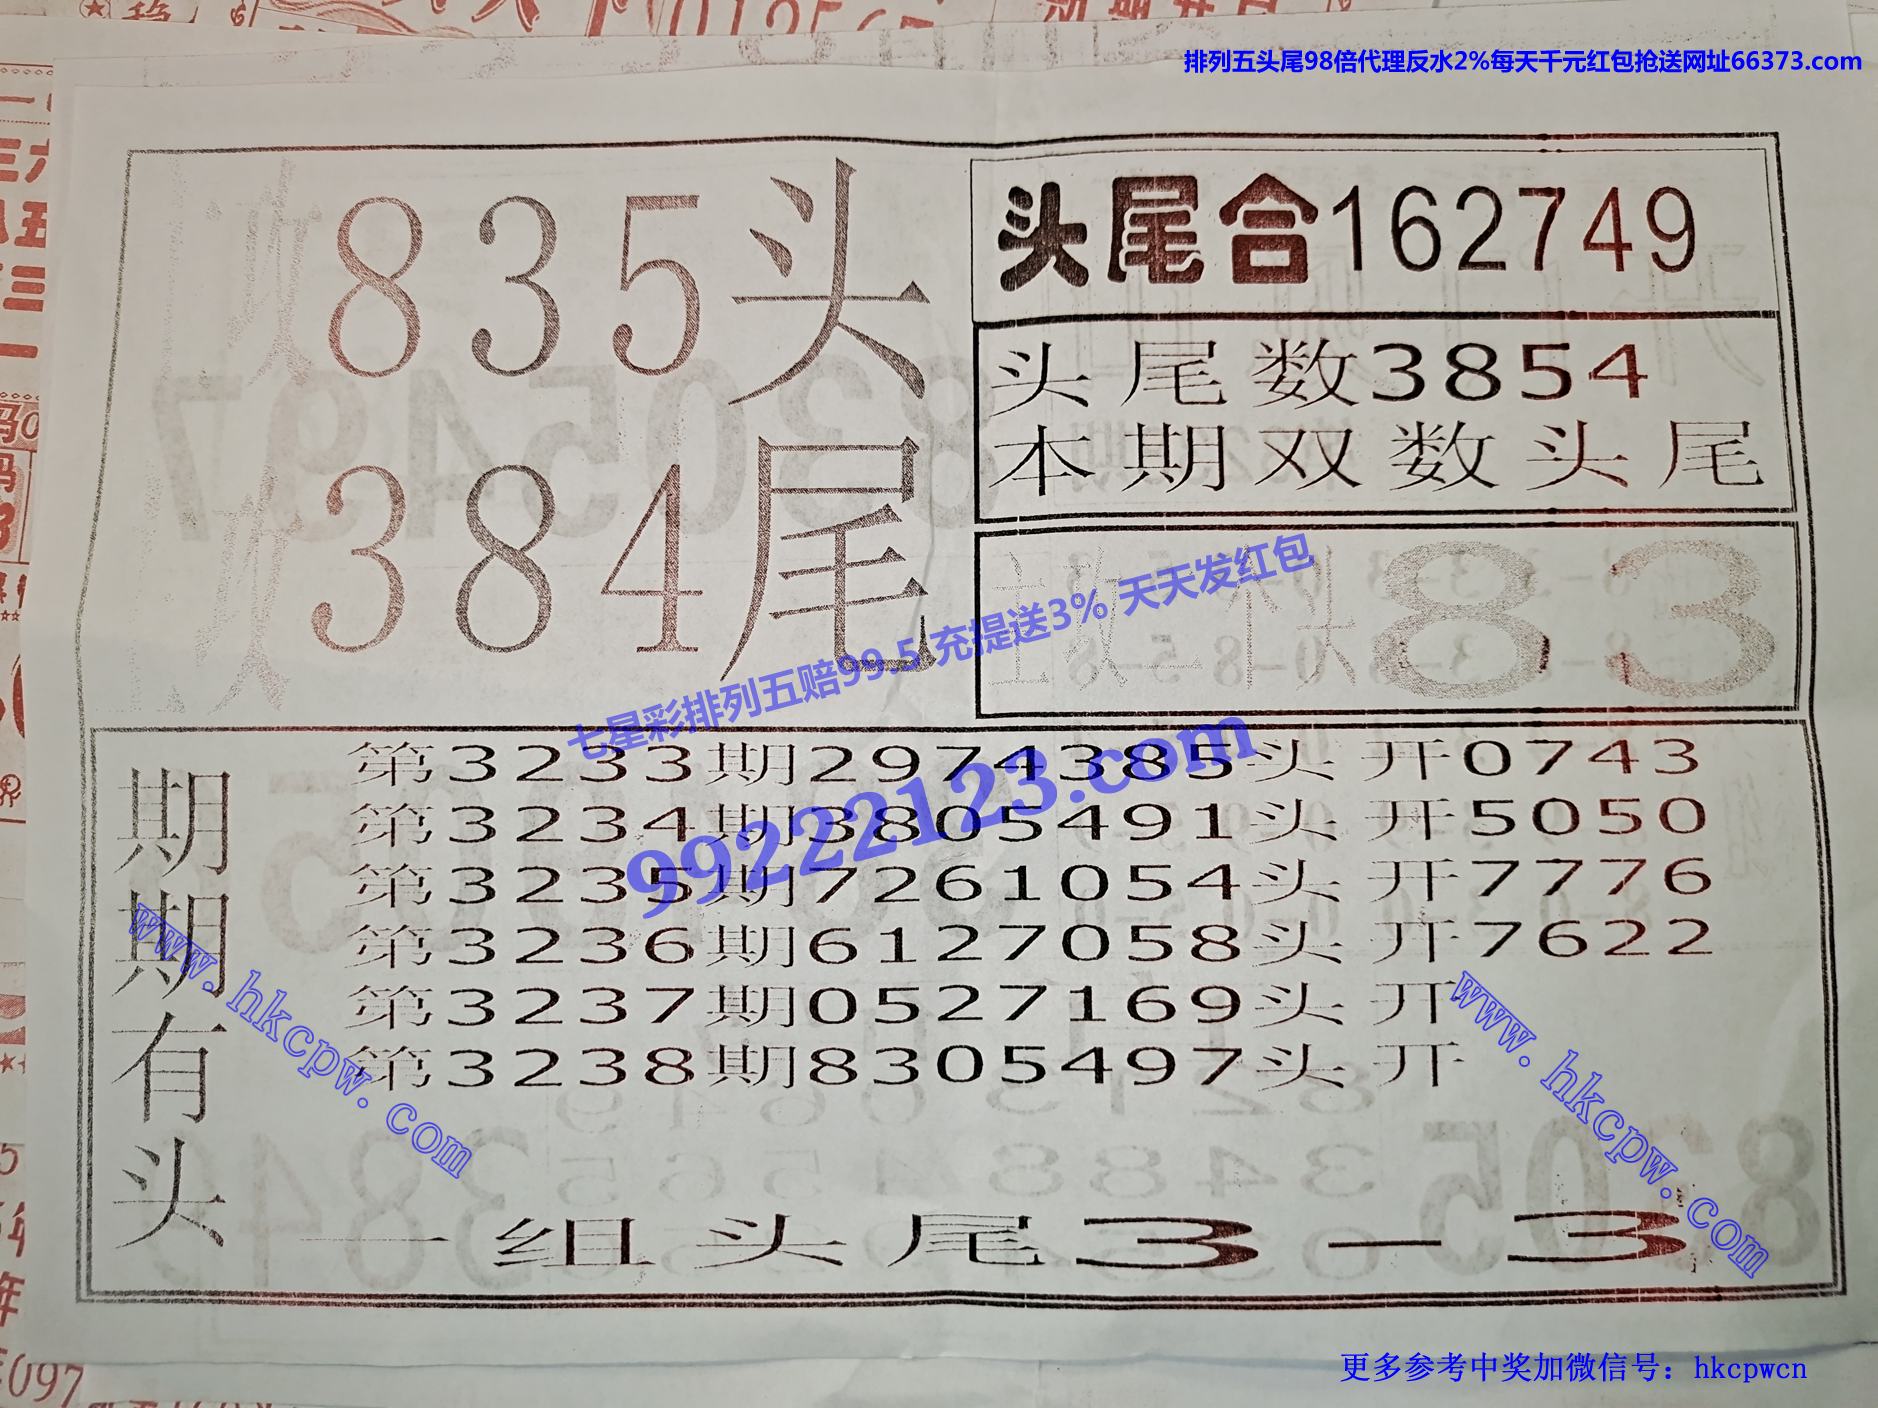 排列五头尾98倍代理反水2%每天千元红包抢送网址66373.com
835头
384尾
头尾合162749
头尾数3854
本期双数头尾
主攻一个头83
七星彩排列五赔99.5 充提送3% 天天发红包
99222123.com
期期有头
第3233期2974385头开0743
第3234期3805491头开5050
第3235期7261054头开7776
第3236期6127058头开7622
第3237期0527169头开
第3238期8305497头开
一组头尾3—3
www.hkcpw.com
www.hkcpw.com
更多参考中奖加微信号：hkcpwcn